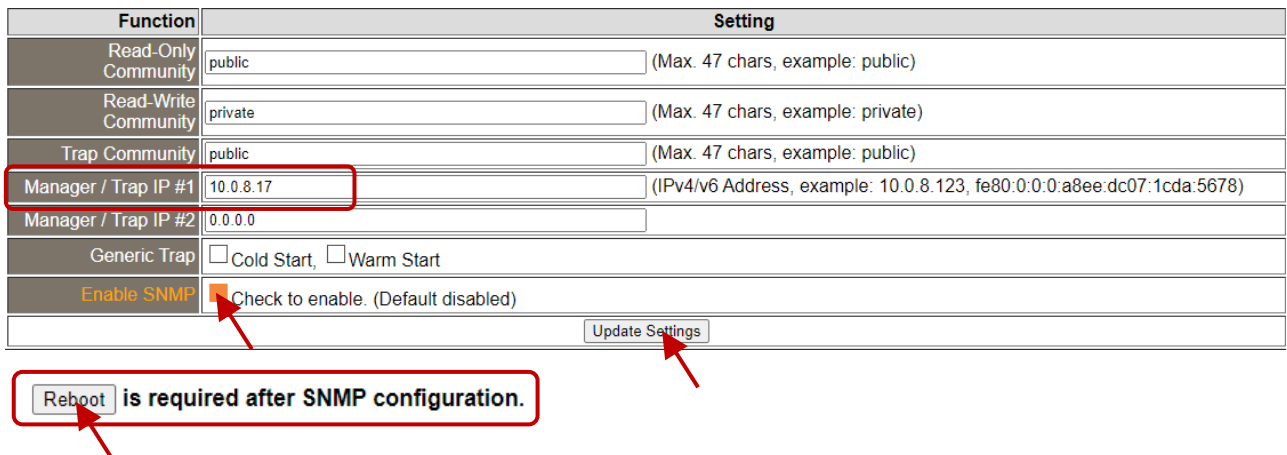 Function Setting
Read-Only
Community public (Max. 47 chars, example: public)
Read-Write
Community private (Max. 47 chars, example: private)
Trap Community public (Max. 47 chars, example: public)
Manager / Trap IP #1 10.0.8.17 (IPv4/v6 Address, example: 10.0.8.123, fe80:0:0:0:a8ee:dc07:1cda:5678)
Manager / Trap IP #2 0.0.0.0
Generic Trap Cold Start, Warm Start
Enable SNMP Check to enable. (Default disabled)
Update Settings
Reboot is required after SNMP configuration.